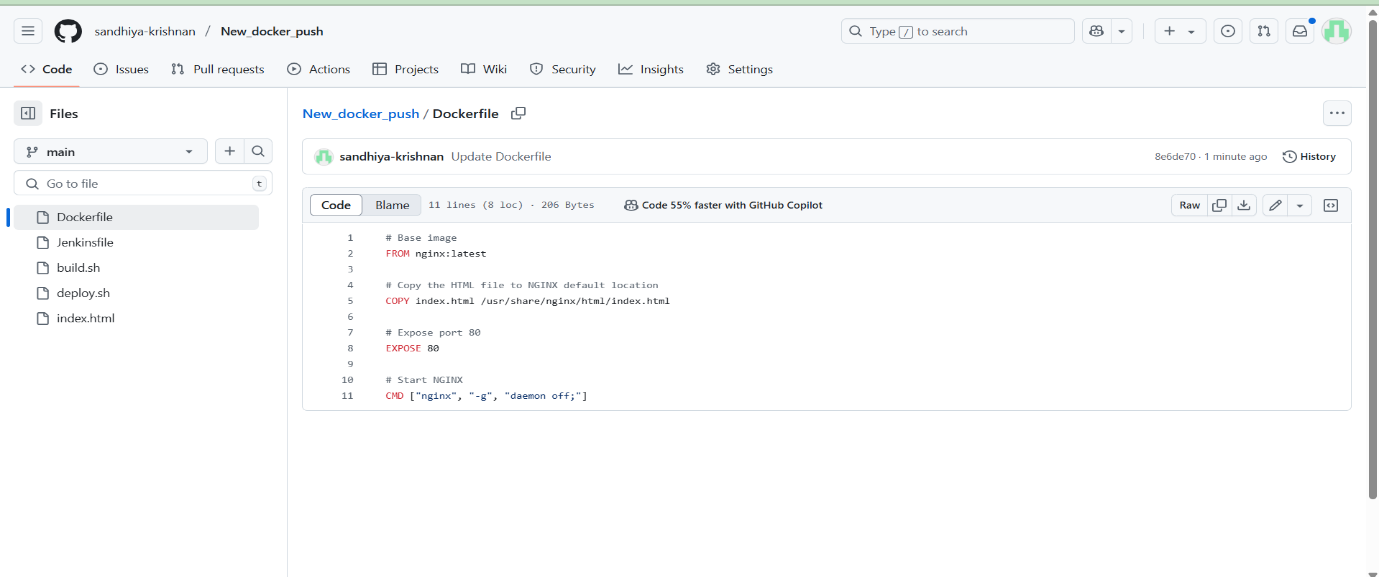 sandhiya-krishnan / New_docker_push
Type / to search
Code Issues Pull requests Actions Projects Wiki Security Insights Settings
Files
main
Go to file t
Dockerfile
Jenkinsfile
build.sh
deploy.sh
index.html
New_docker_push / Dockerfile
sandhiya-krishnan Update Dockerfile
8e6de70 · 1 minute ago History
Code Blame 11 lines (8 loc) · 206 Bytes Code 55% faster with GitHub Copilot Raw
1 # Base image
2 FROM nginx:latest
3
4 # Copy the HTML file to NGINX default location
5 COPY index.html /usr/share/nginx/html/index.html
6
7 # Expose port 80
8 EXPOSE 80
9
10 # Start NGINX
11 CMD ["nginx", "-g", "daemon off;"]